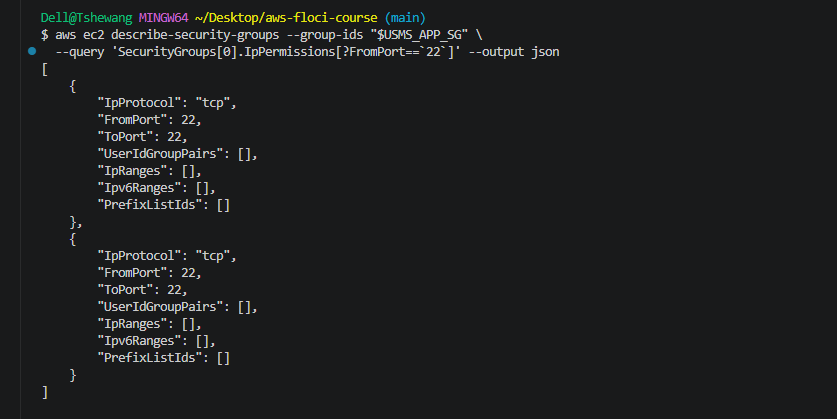 Dell@Tshewang MINGW64 ~/Desktop/aws-floci-course (main)
$ aws ec2 describe-security-groups --group-ids "$USMS_APP_SG" \
  --query 'SecurityGroups[0].IpPermissions[?FromPort==`22`]' --output json
[
    {
        "IpProtocol": "tcp",
        "FromPort": 22,
        "ToPort": 22,
        "UserIdGroupPairs": [],
        "IpRanges": [],
        "Ipv6Ranges": [],
        "PrefixListIds": []
    },
    {
        "IpProtocol": "tcp",
        "FromPort": 22,
        "ToPort": 22,
        "UserIdGroupPairs": [],
        "IpRanges": [],
        "Ipv6Ranges": [],
        "PrefixListIds": []
    }
]